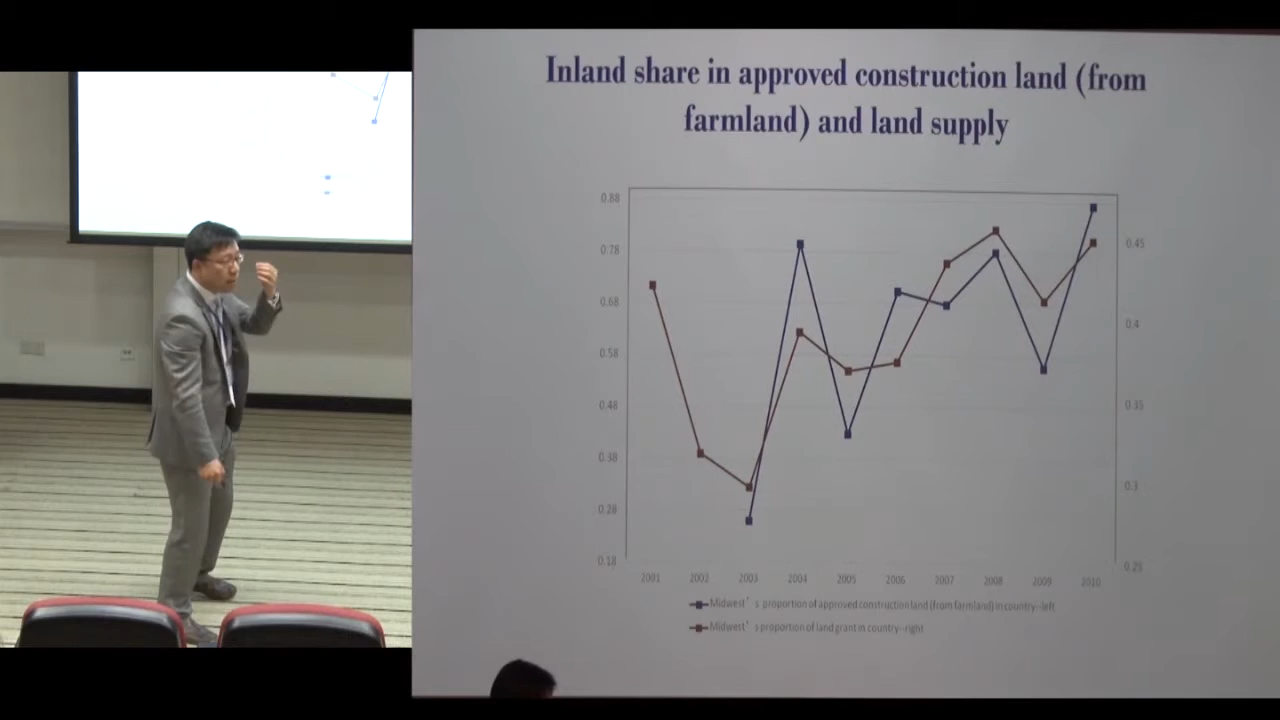 Inland share in approved construction land (from
farmland) and land supply
0.88
0.78
0.68
0.58
0.48
0.38
0.28
0.18
0.45
0.4
0.35
0.3
0.25
2001 2002 2003 2004 2005 2006 2007 2008 2009 2010
Midwest' s proportion of approved construction land (from farmland) in country--left
Midwest' s proportion of land grant in country--right